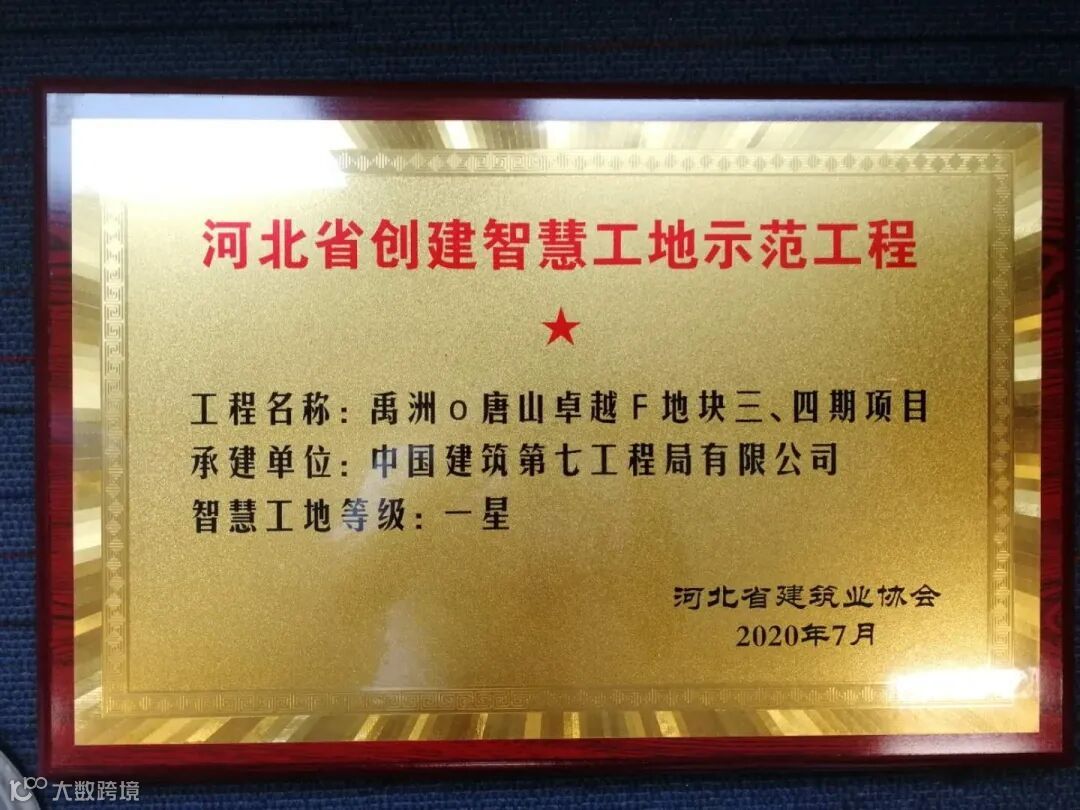 河北省创建智慧工地示范工程
★
工程名称：禹洲o唐山卓越F地块三、四期项目
承建单位：中国建筑第七工程局有限公司
智慧工地等级：一星
河北省建筑业协会
2020年7月
大数跨境